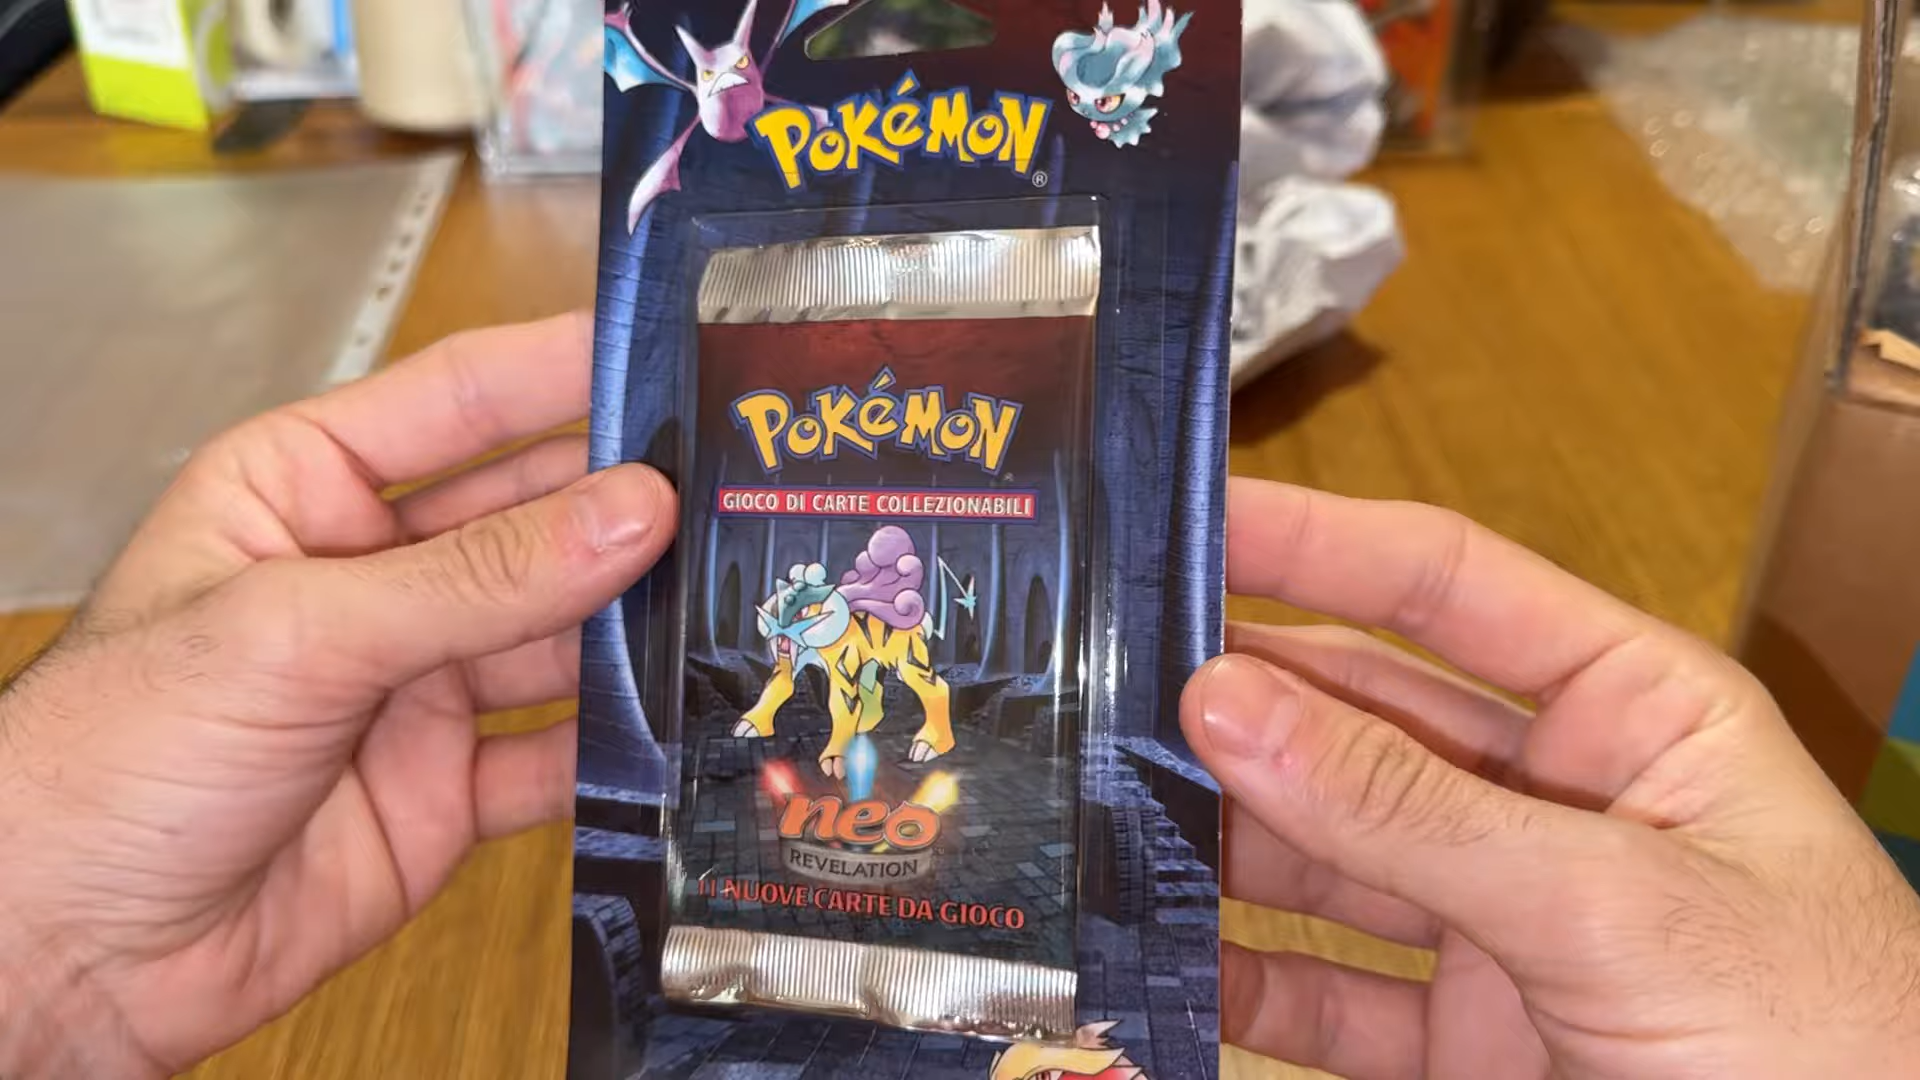 POKéMON
®
POKéMON
GIOCO DI CARTE COLLEZIONABILI
neo
REVELATION
11 NUOVE CARTE DA GIOCO